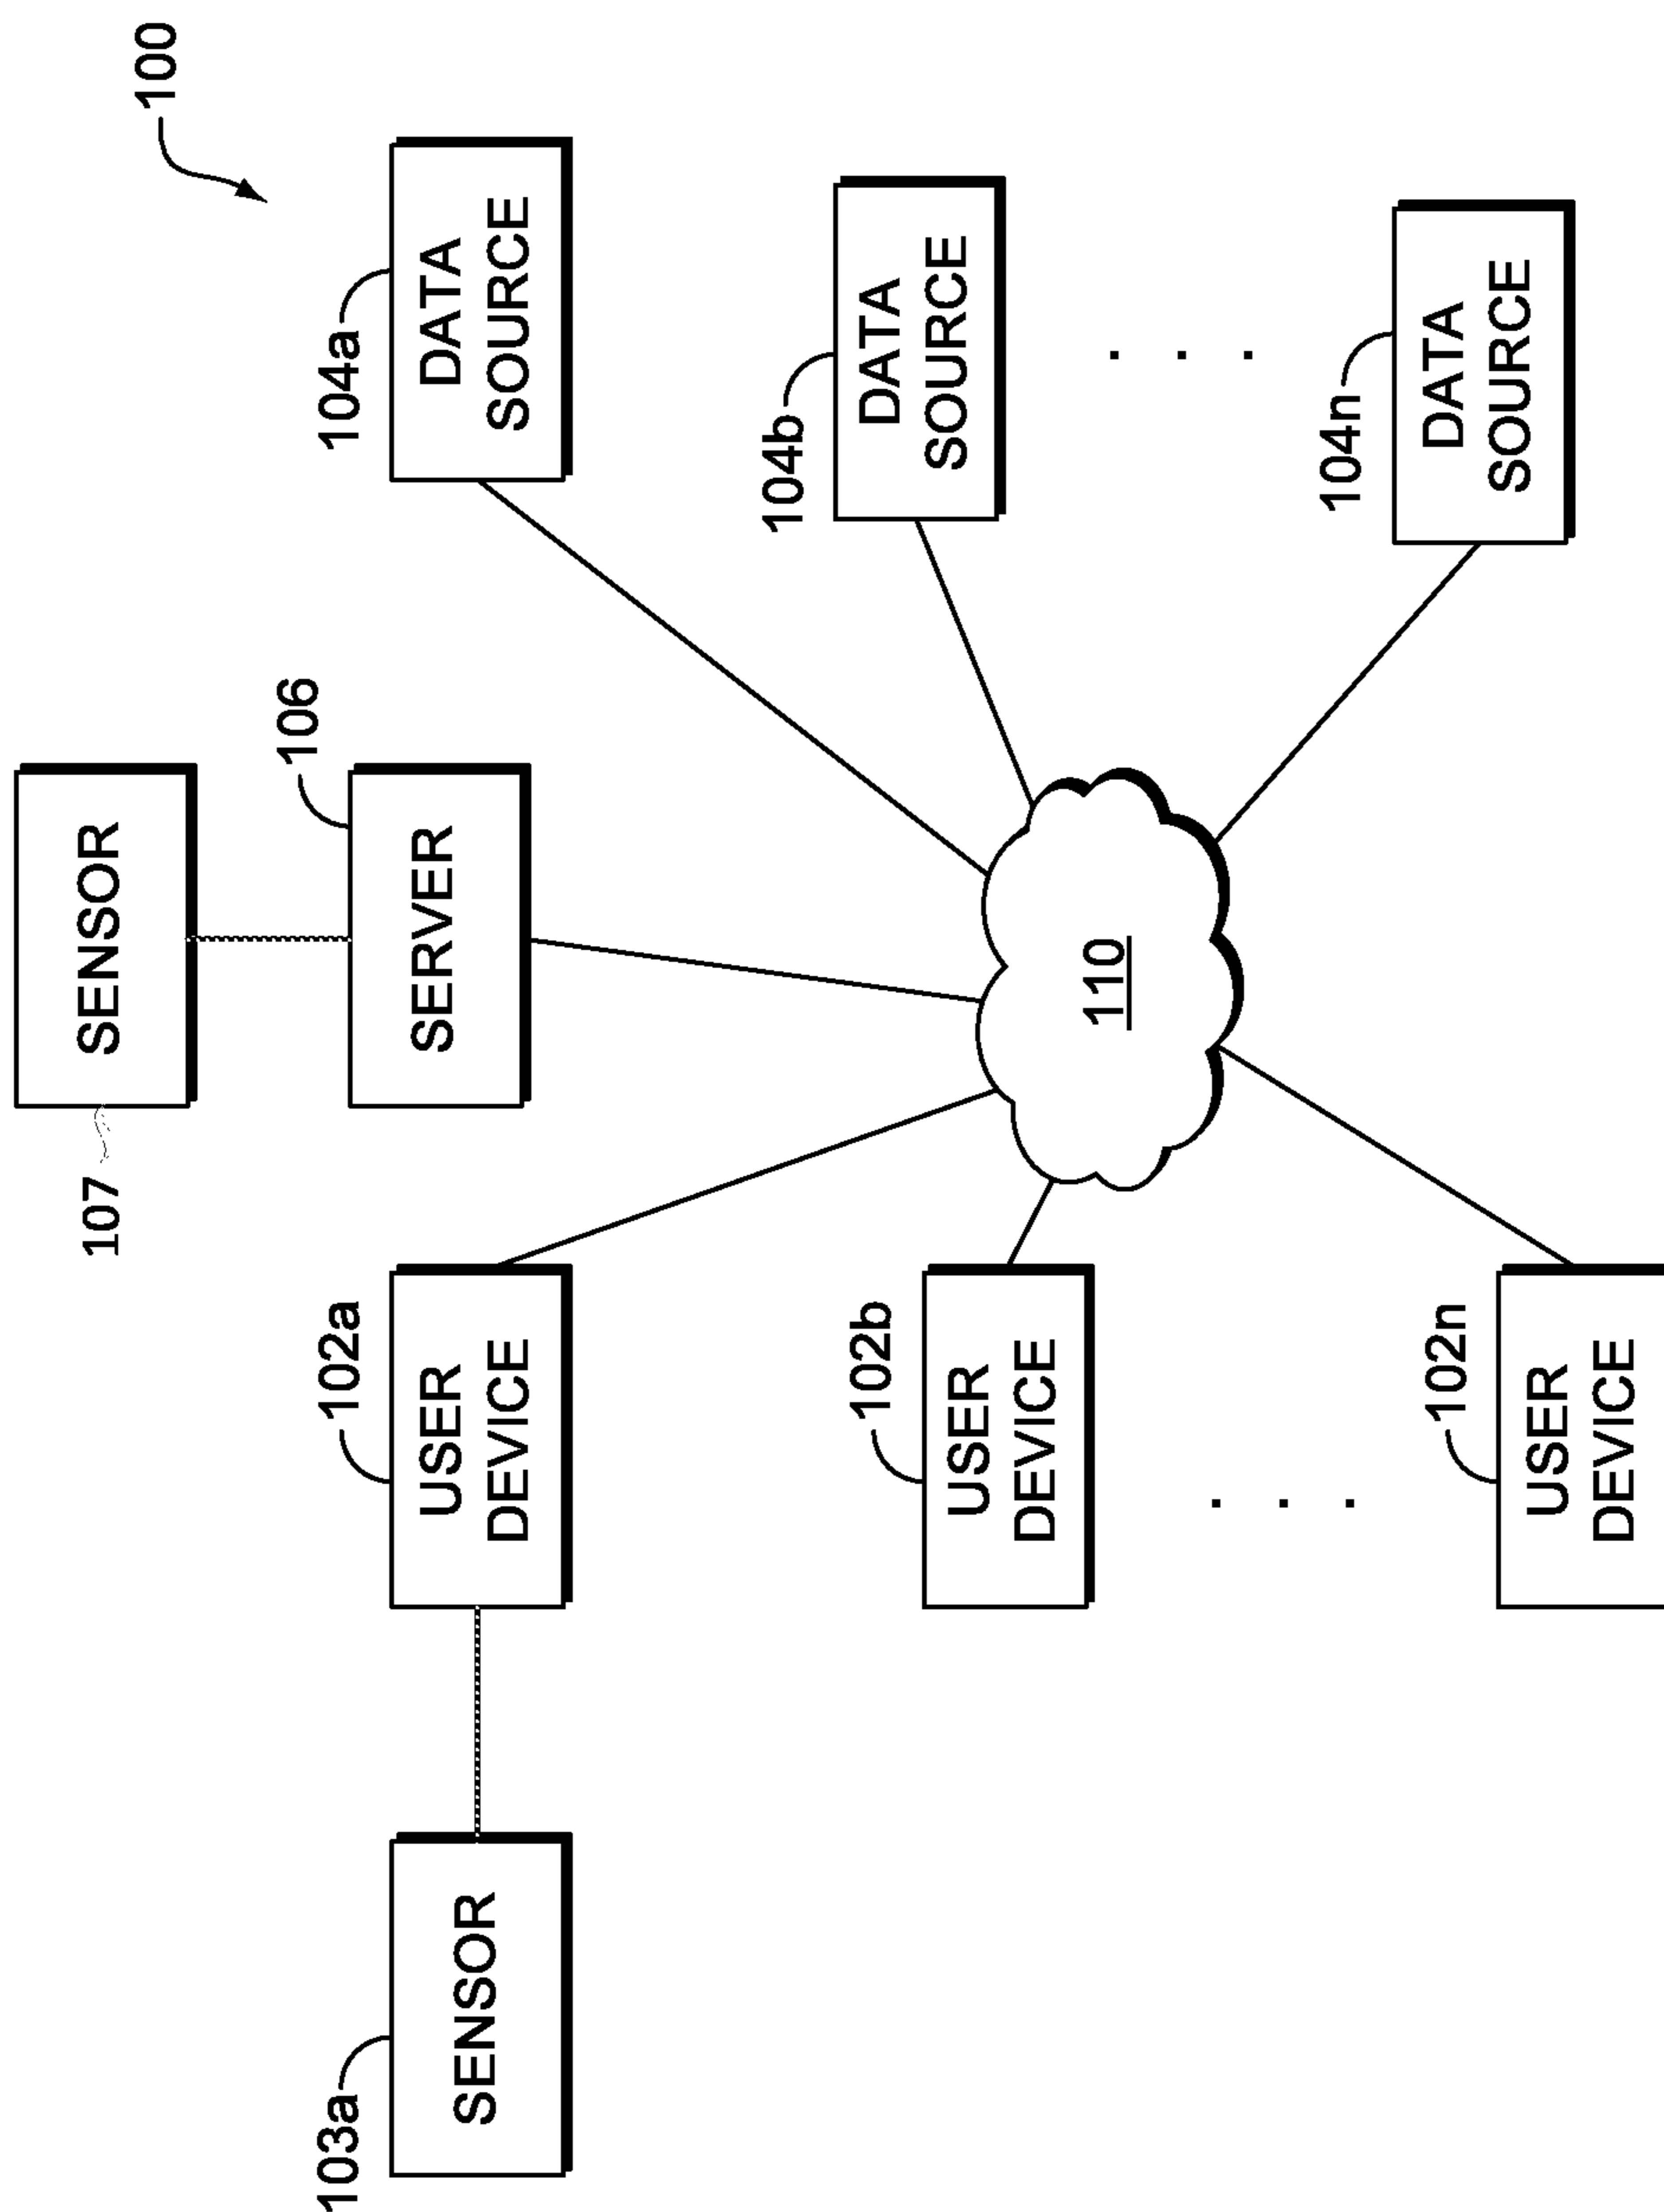 100
SENSOR
107
106
SERVER
103a
SENSOR
102a
USER
DEVICE
104a
DATA
SOURCE
102b
USER
DEVICE
110
104b
DATA
SOURCE
. . .
. . .
102n
USER
DEVICE
104n
DATA
SOURCE